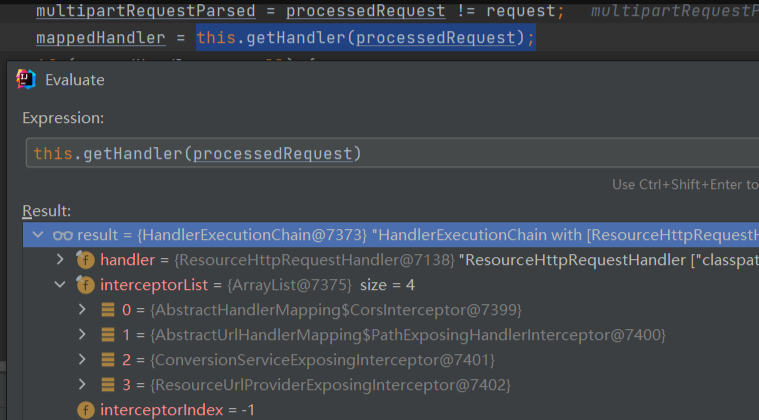 multipartRequestParsed = processedRequest != request; multipartRequestP
mappedHandler = this.getHandler(processedRequest);
Evaluate
Expression:
this.getHandler(processedRequest)
Use Ctrl+Shift+Enter to
Result:
result = {HandlerExecutionChain@7373} "HandlerExecutionChain with [ResourceHttpRequestH
handler = {ResourceHttpRequestHandler@7138} "ResourceHttpRequestHandler ["classpat
interceptorList = {ArrayList@7375} size = 4
0 = {AbstractHandlerMapping$CorsInterceptor@7399}
1 = {AbstractUrlHandlerMapping$PathExposingHandlerInterceptor@7400}
2 = {ConversionServiceExposingInterceptor@7401}
3 = {ResourceUrlProviderExposingInterceptor@7402}
interceptorIndex = -1